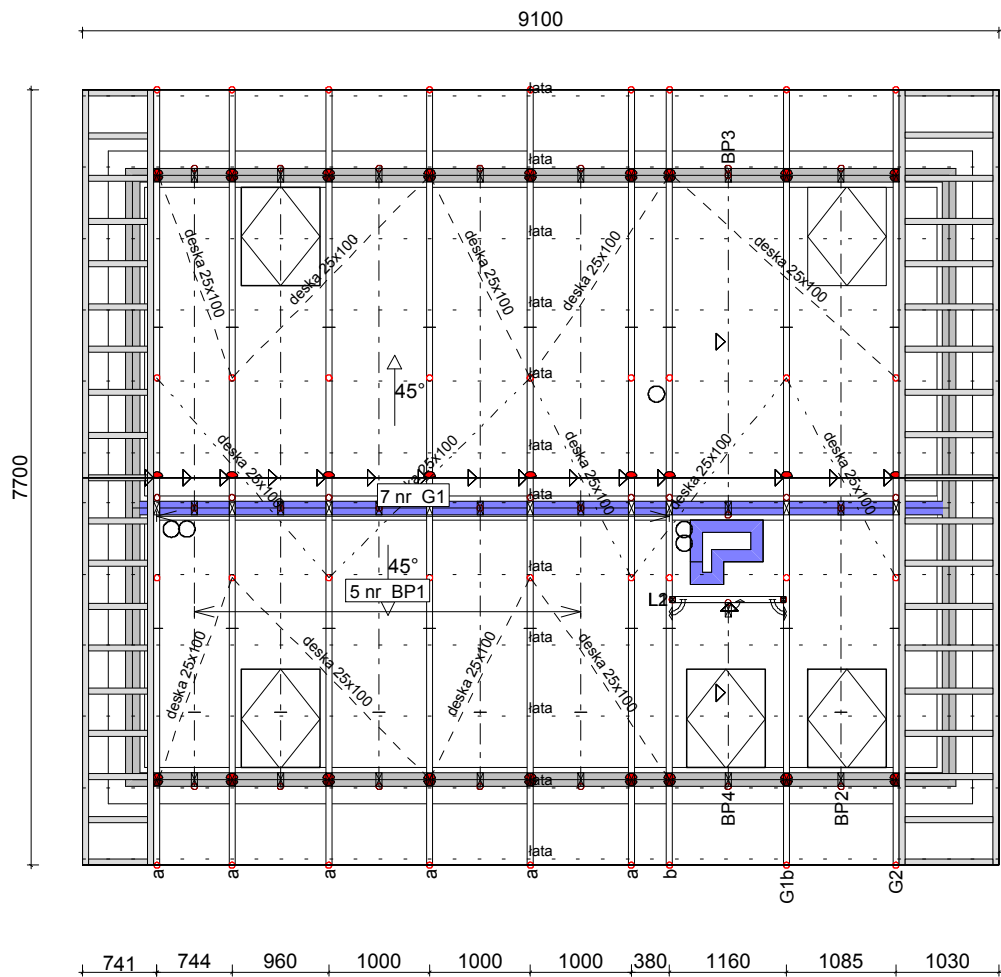 9100
7700
łata
łata
BP3
łata
deska 25x100
deska 25x100
deska 25x100
deska 25x100
deska 25x100
łata
łata
45°
łata
deska 25x100
deska 25x100
deska 25x100
deska 25x100
deska 25x100
łata
7 nr G1
łata
45°
5 nr BP1
łata
deska 25x100
deska 25x100
deska 25x100
deska 25x100
łata
łata
łata
BP4
BP2
łata
a
a
a
a
a
a
b
G1b
G2
741
744
960
1000
1000
1000
380
1160
1085
1030